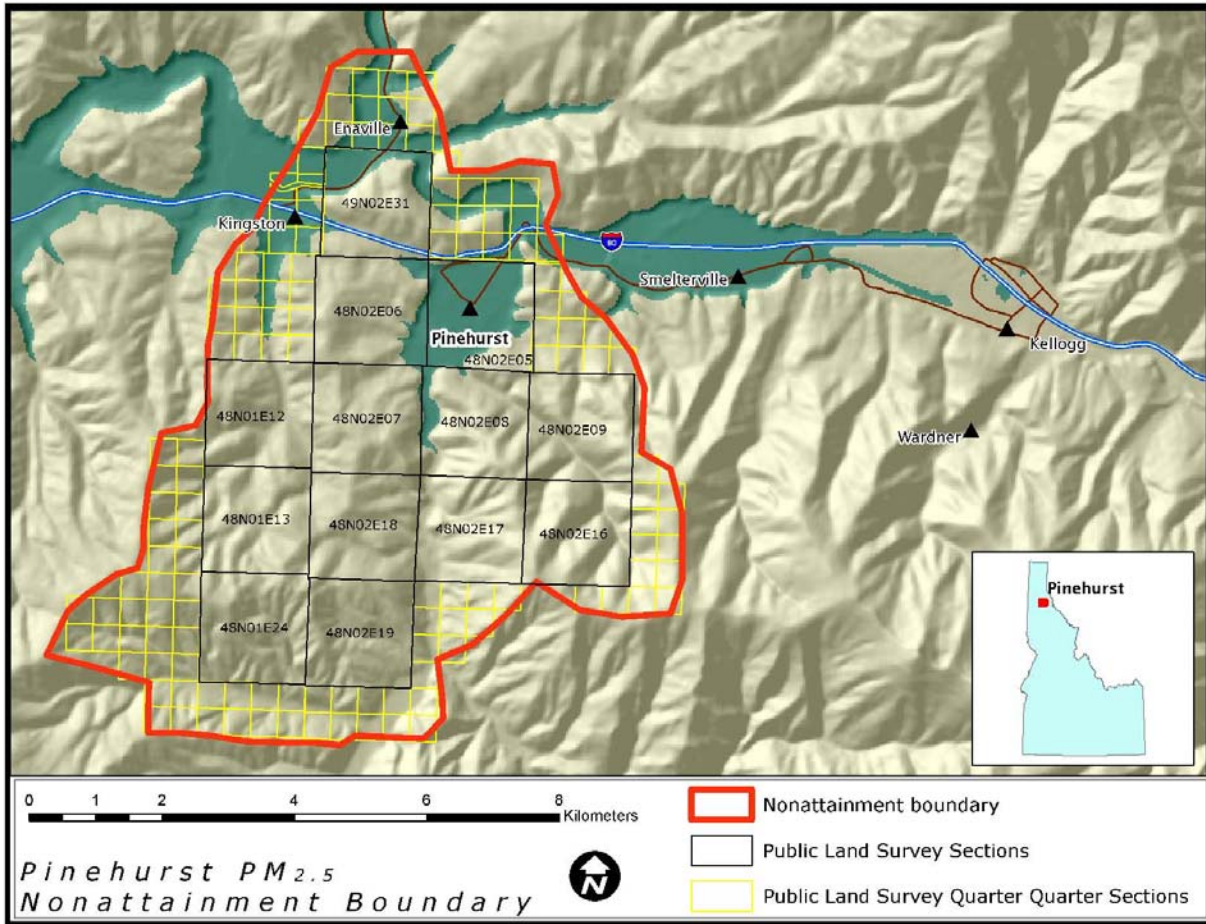 Enaville
49N02E31
Kingston
90
Smelterville
48N02E06
Pinehurst
48N02E05
Kellogg
48N01E12
48N02E07
48N02E08
48N02E09
Wardner
48N01E13
48N02E18
48N02E17
48N02E16
Pinehurst
48N01E24
48N02E19
0 1 2 4 6 8
Kilometers
Nonattainment boundary
Public Land Survey Sections
Pinehurst PM2.5
Nonattainment Boundary
N
Public Land Survey Quarter Quarter Sections